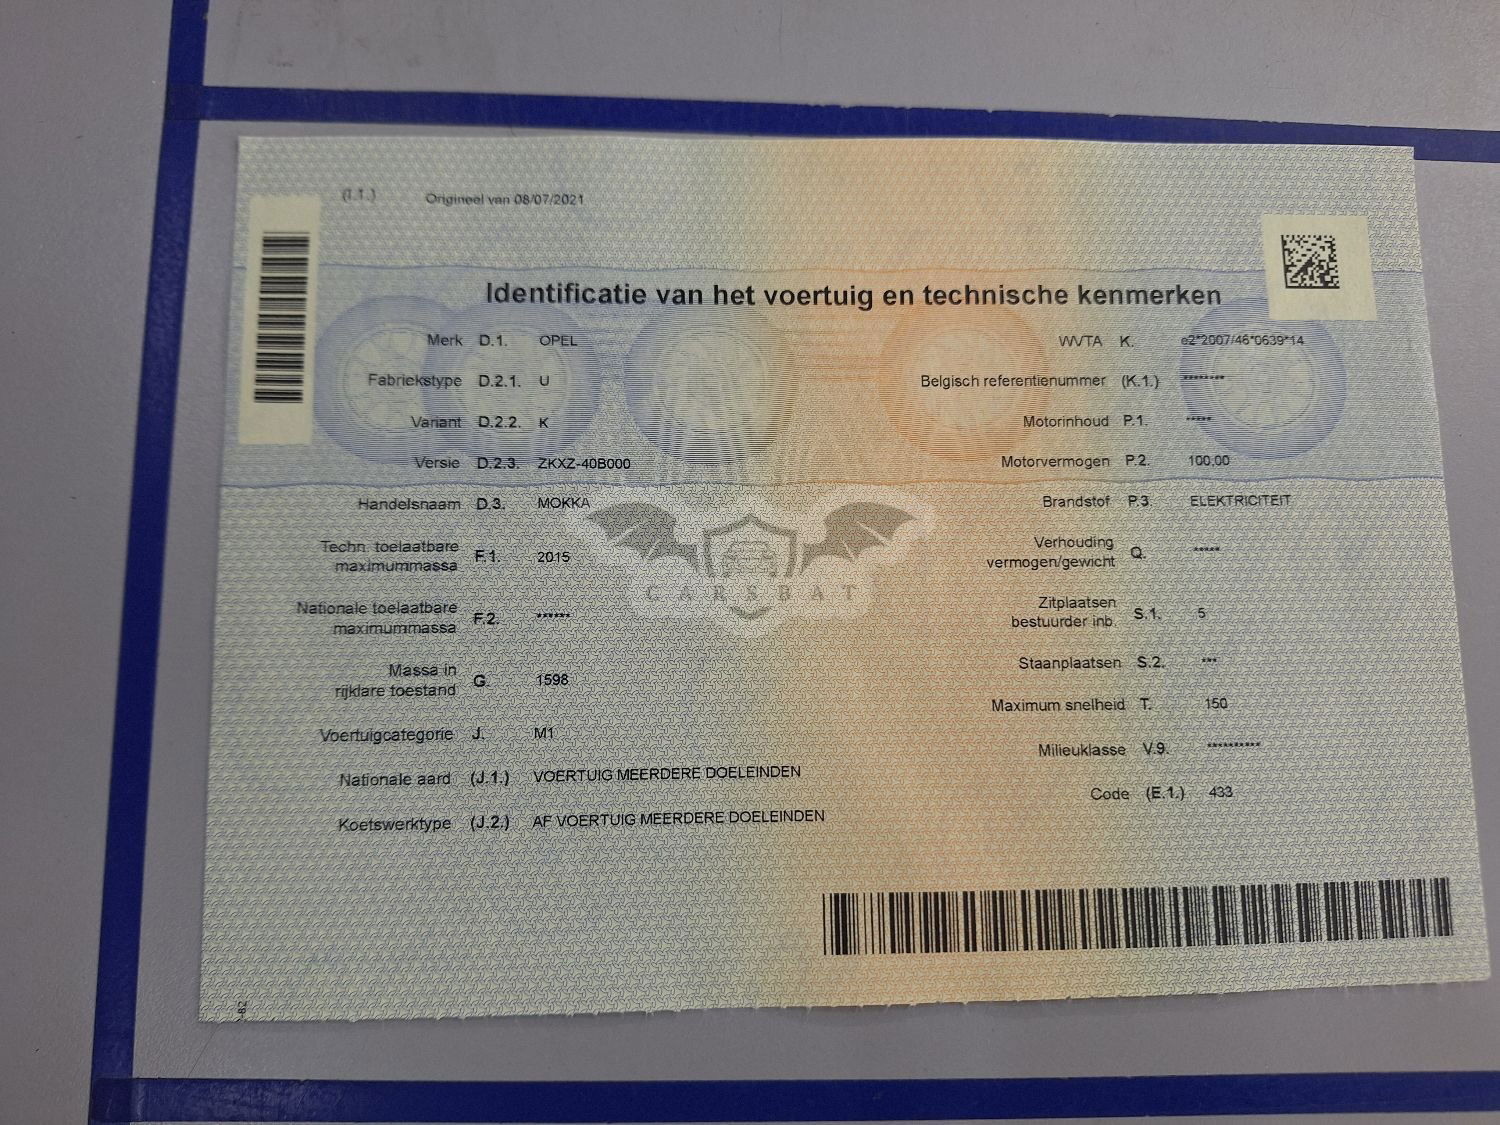 (I.1.) Origineel van 08/07/2021
Identificatie van het voertuig en technische kenmerken
Merk D.1. OPEL
Fabriekstype D.2.1. U
Variant D.2.2. K
Versie D.2.3. ZKXZ-40B000
Handelsnaam D.3. MOKKA
Techn. toelaatbare
maximummassa F.1. 2015
Nationale toelaatbare
maximummassa F.2. ******
Massa in
rijklare toestand G. 1598
Voertuigcategorie J. M1
Nationale aard (J.1.) VOERTUIG MEERDERE DOELEINDEN
Koetswerktype (J.2.) AF VOERTUIG MEERDERE DOELEINDEN
WVTA K. e2*2007/46*0639*14
Belgisch referentienummer (K.1.) ********
Motorinhoud P.1. *****
Motorvermogen P.2. 100,00
Brandstof P.3 ELEKTRICITEIT
Verhouding
vermogen/gewicht Q. *****
Zitplaatsen
bestuurder inb. S.1. 5
Staanplaatsen S.2. ***
Maximum snelheid T. 150
Milieuklasse V.9. **********
Code (E.1.) 433
CARSBAT